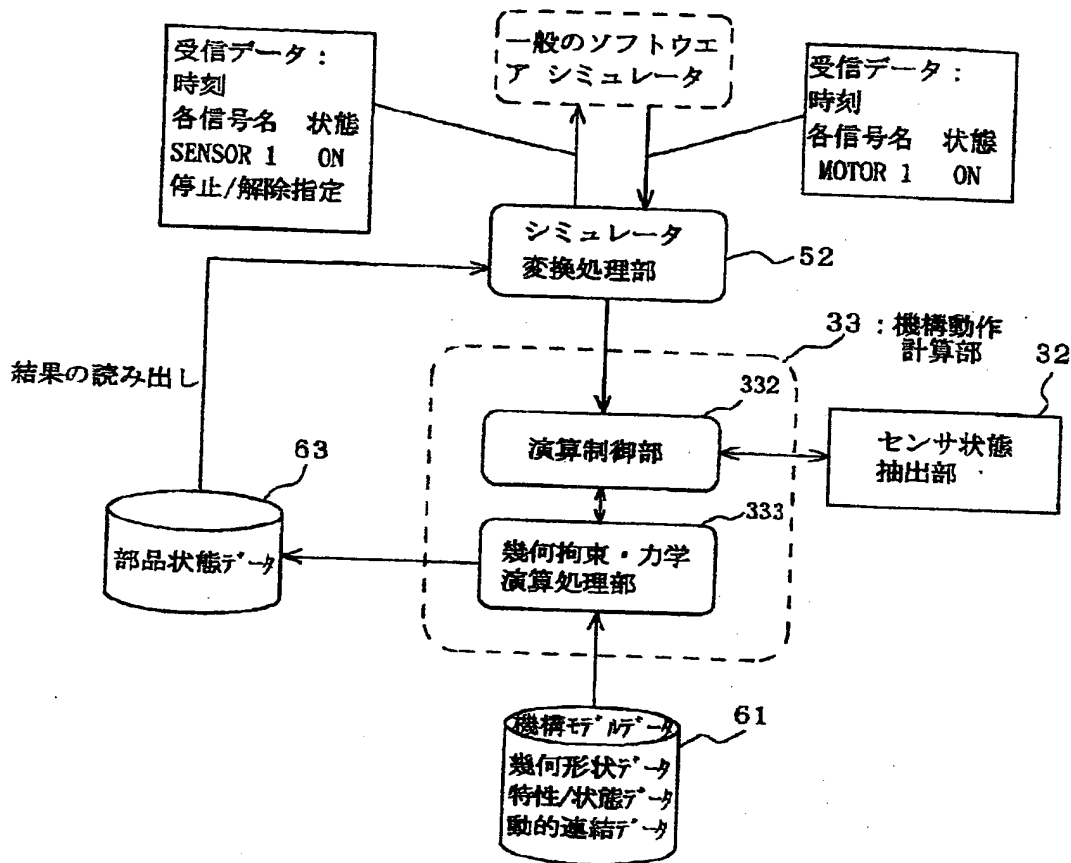 受信データ：
時刻
各信号名 状態
SENSOR 1 ON
停止/解除指定
一般のソフトウエ
ア シミュレータ
受信データ：
時刻
各信号名 状態
MOTOR 1 ON
シミュレータ
変換処理部
52
33：機構動作
計算部
32
結果の読み出し
332
演算制御部
センサ状態
抽出部
63
333
部品状態データ
幾何拘束・力学
演算処理部
61
機構モデルデータ
幾何形状データ
特性/状態データ
動的連結データ